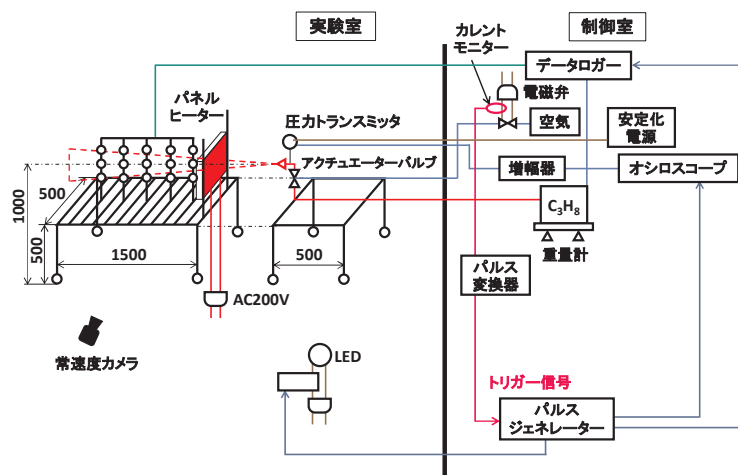 実験室
制御室
カレント
モニター
データロガー
パネル
ヒーター
電磁弁
圧力トランスミッタ
空気
安定化
電源
アクチュエーターバルブ
増幅器
オシロスコープ
1000
500
500
C₃H₈
重量計
1500
500
パルス
変換器
AC200V
常速度カメラ
LED
トリガー信号
パルス
ジェネレーター